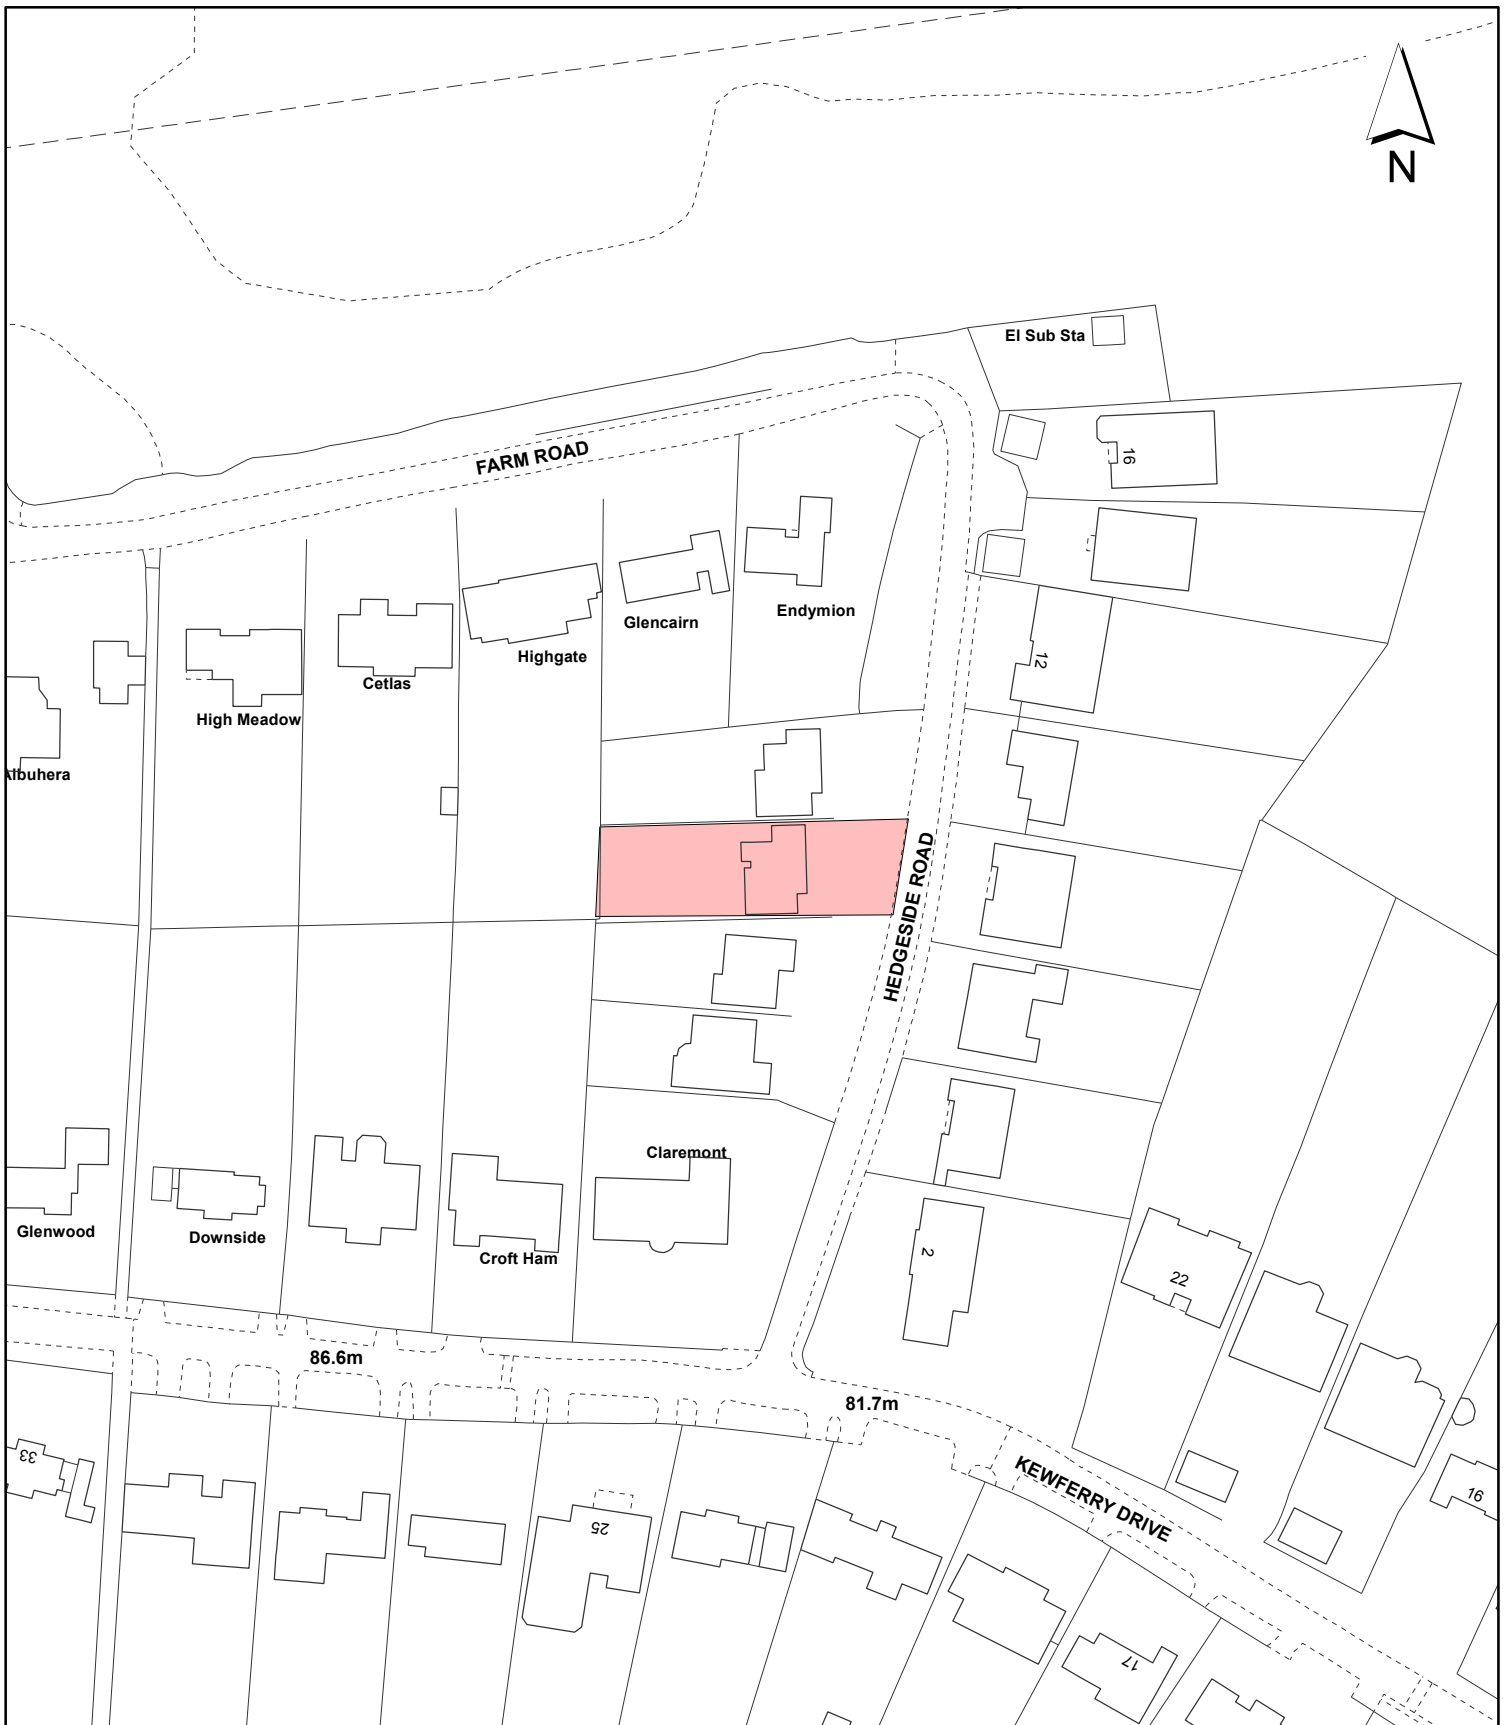 N
El Sub Sta
16
FARM ROAD
Endymion
Glencairn
Highgate
12
Cetlas
High Meadow
Albuhera
HEDGESIDE ROAD
Claremont
Glenwood
Downside
Croft Ham
2
22
86.6m
81.7m
33
KEWFERRY DRIVE
16
25
17